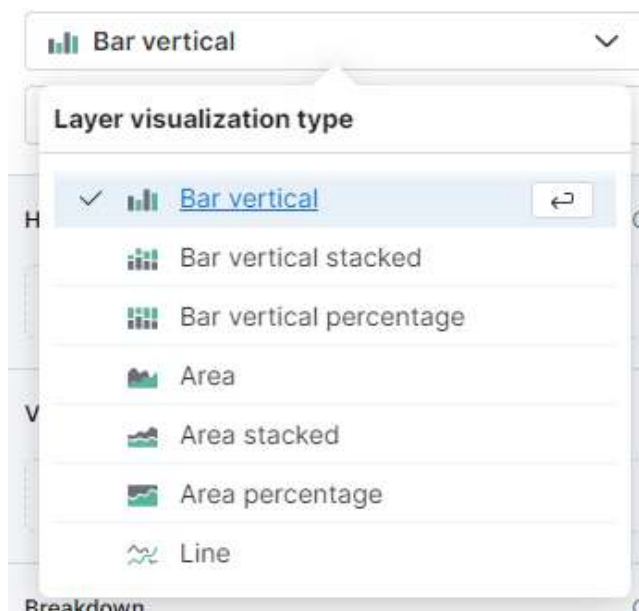 Bar vertical
Layer visualization type
Bar vertical
H
Bar vertical stacked
Bar vertical percentage
Area
V
Area stacked
Area percentage
Line
Breakdown